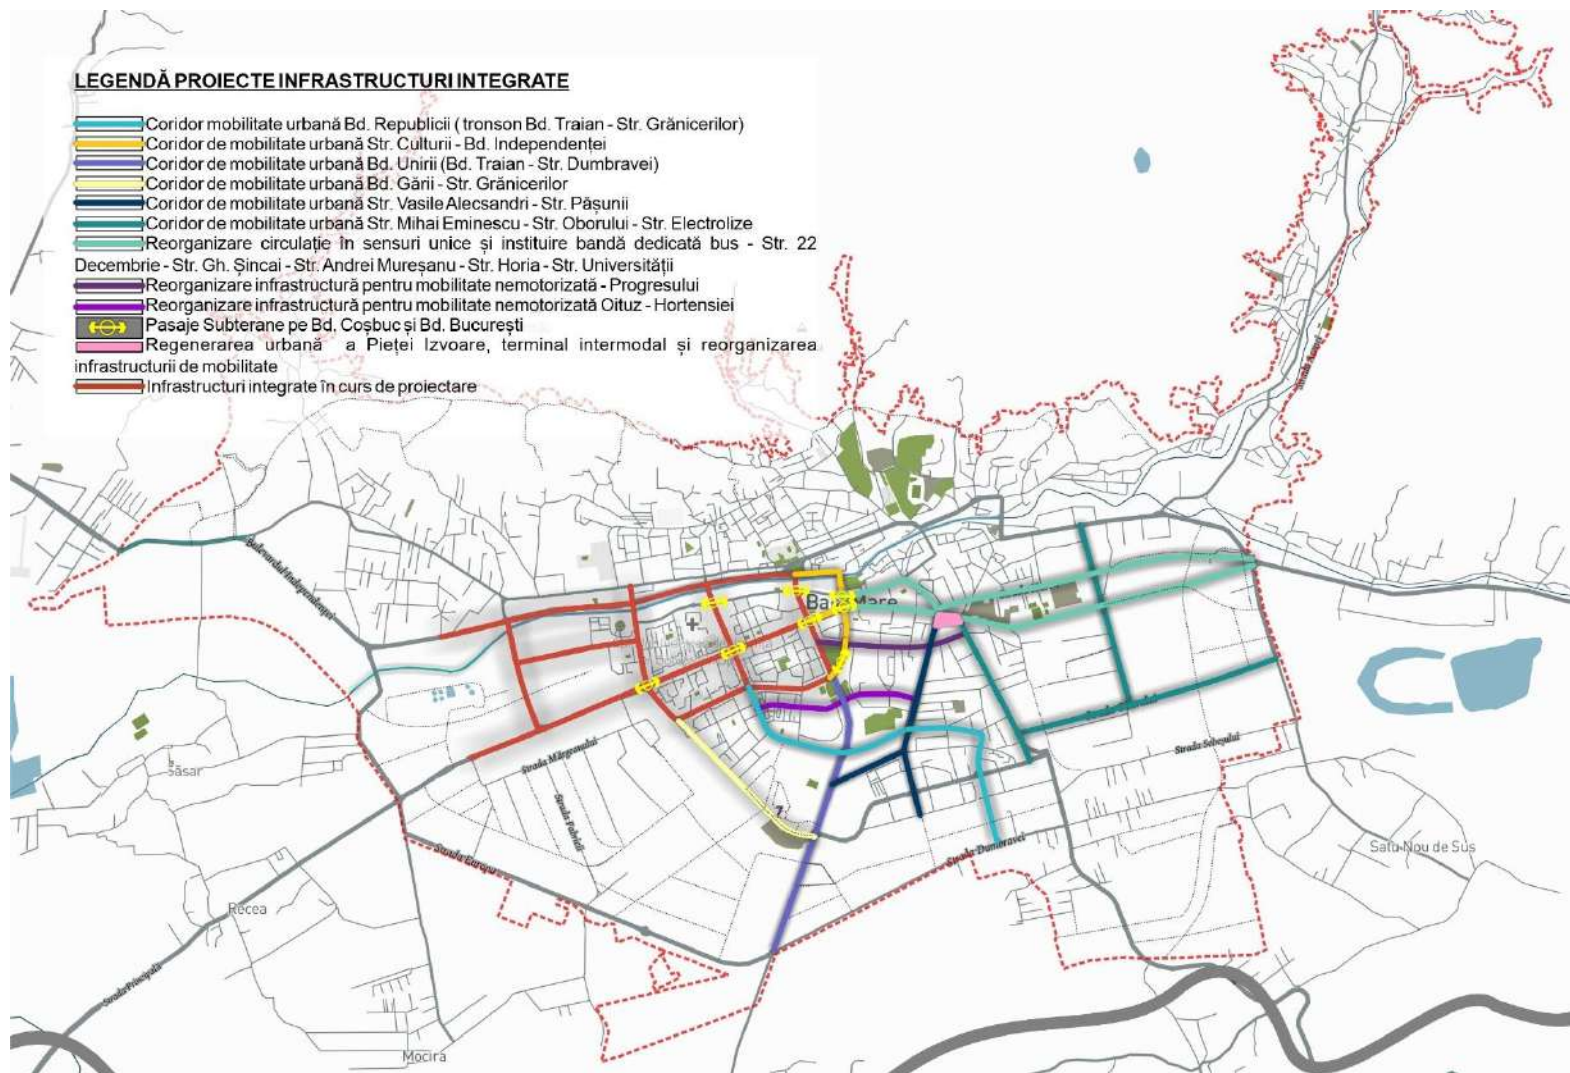 LEGENDĂ PROIECTE INFRASTRUCTURI INTEGRATE
Coridor mobilitate urbană Bd. Republicii ( tronson Bd. Traian - Str. Grănicerilor)
Coridor de mobilitate urbană Str. Culturii - Bd. Independenței
Coridor de mobilitate urbană Bd. Unirii (Bd. Traian - Str. Dumbravei)
Coridor de mobilitate urbană Bd. Gării - Str. Grănicerilor
Coridor de mobilitate urbană Str. Vasile Alecsandri - Str. Pășunii
Coridor de mobilitate urbană Str. Mihai Eminescu - Str. Oborului - Str. Electrolize
Reorganizare circulație în sensuri unice și instituire bandă dedicată bus - Str. 22
Decembrie - Str. Gh. Șincai - Str. Andrei Mureșanu - Str. Horia - Str. Universității
Reorganizare infrastructură pentru mobilitate nemotorizată - Progresului
Reorganizare infrastructură pentru mobilitate nemotorizată Oituz - Hortensiei
Pasaje Subterane pe Bd. Coșbuc și Bd. București
Regenerarea urbană a Pieței Izvoare, terminal intermodal și reorganizarea
infrastructurii de mobilitate
Infrastructuri integrate în curs de proiectare
Bulevardul Independenței
Baia Mare
Strada Mărgeanului
Strada Fabricii
Strada Sebeșului
Săsar
Strada Europa
Strada Dumbravei
Satu Nou de Sus
Recea
Strada Principala
Mocira